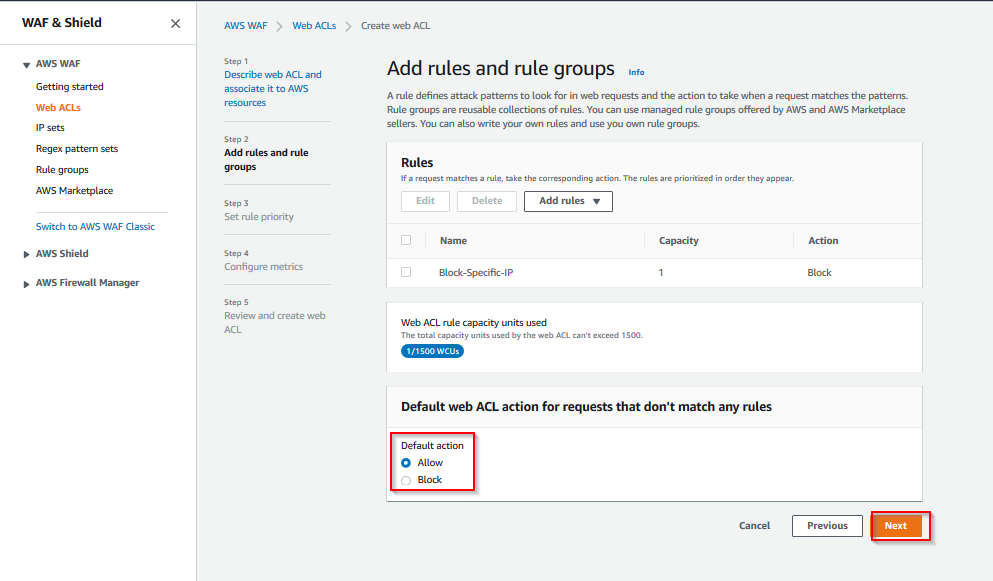 WAF & Shield
AWS WAF
Getting started
Web ACLs
IP sets
Regex pattern sets
Rule groups
AWS Marketplace
Switch to AWS WAF Classic
AWS Shield
AWS Firewall Manager
AWS WAF
Web ACLs
Create web ACL
Step 1
Describe web ACL and
associate it to AWS
resources
Step 2
Add rules and rule
groups
Step 3
Set rule priority
Step 4
Configure metrics
Step 5
Review and create web
ACL
Add rules and rule groups Info
A rule defines attack patterns to look for in web requests and the action to take when a request matches the patterns.
Rule groups are reusable collections of rules. You can use managed rule groups offered by AWS and AWS Marketplace
sellers. You can also write your own rules and use you own rule groups.
Rules
If a request matches a rule, take the corresponding action. The rules are prioritized in order they appear.
Edit Delete Add rules
Name Capacity Action
Block-Specific-IP 1 Block
Web ACL rule capacity units used
The total capacity units used by the web ACL can't exceed 1500.
1/1500 WCUs
Default web ACL action for requests that don't match any rules
Default action
Allow
Block
Cancel Previous Next